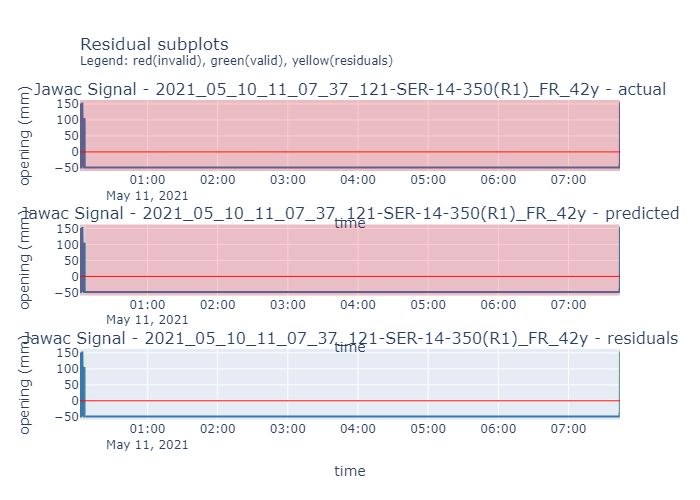 Residual subplots
Legend: red(invalid), green(valid), yellow(residuals)
Jawac Signal - 2021_05_10_11_07_37_121-SER-14-350(R1)_FR_42y - actual
opening (mm)
150
100
50
0
−50
01:00 02:00 03:00 04:00 05:00 06:00 07:00
May 11, 2021
time
Jawac Signal - 2021_05_10_11_07_37_121-SER-14-350(R1)_FR_42y - predicted
opening (mm)
150
100
50
0
−50
01:00 02:00 03:00 04:00 05:00 06:00 07:00
May 11, 2021
time
Jawac Signal - 2021_05_10_11_07_37_121-SER-14-350(R1)_FR_42y - residuals
opening (mm)
150
100
50
0
−50
01:00 02:00 03:00 04:00 05:00 06:00 07:00
May 11, 2021
time